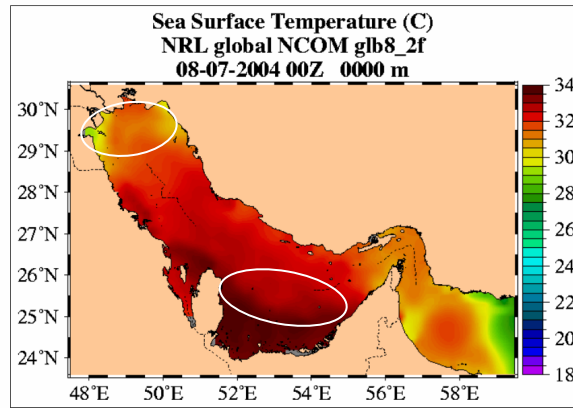 Sea Surface Temperature (C)
NRL global NCOM glb8_2f
08-07-2004 00Z 0000 m
30°N
29°N
28°N
27°N
26°N
25°N
24°N
48°E 50°E 52°E 54°E 56°E 58°E
34
32
30
28
26
24
22
20
18